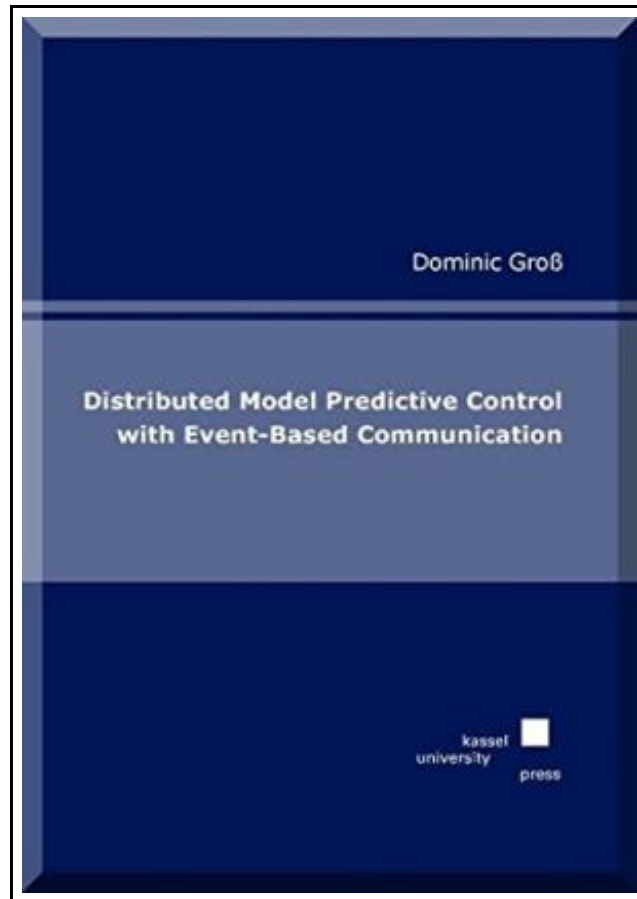 Dominic Groß
Distributed Model Predictive Control
with Event-Based Communication
kassel
university
press